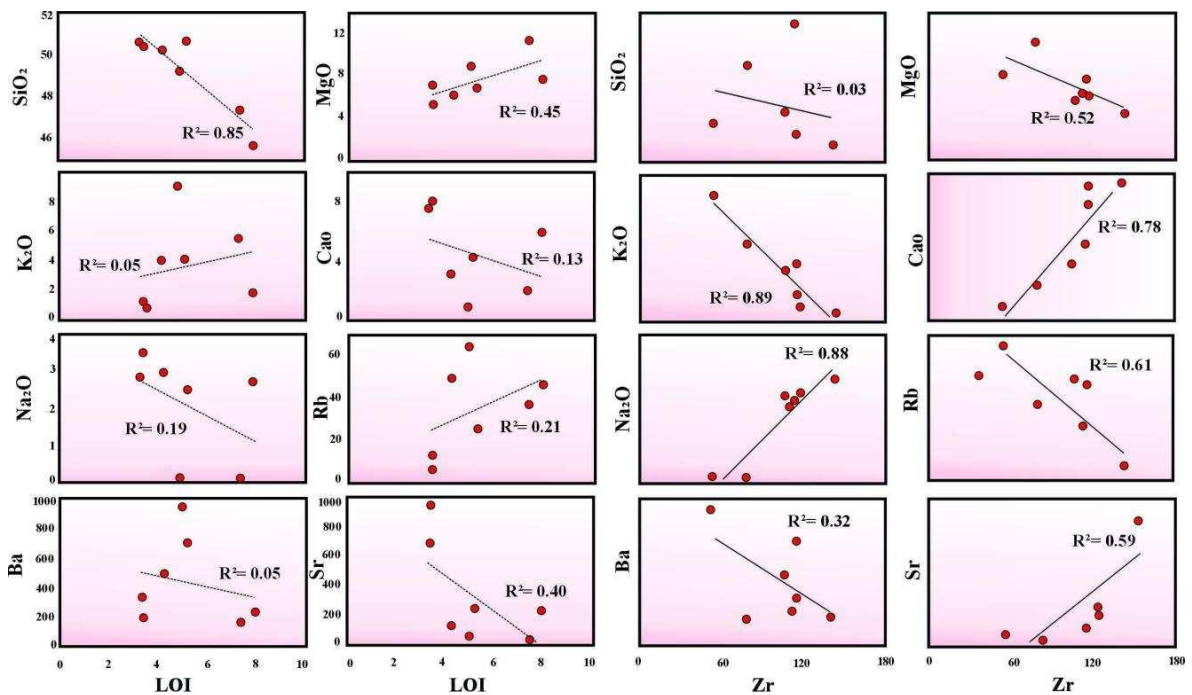 52
50
48
46
SiO₂
R²= 0.85
12
8
4
0
MgO
R²= 0.45
SiO₂
R²= 0.03
MgO
R²= 0.52
8
6
4
2
0
K₂O
R²= 0.05
8
4
0
Cao
R²= 0.13
K₂O
R²= 0.89
Cao
R²= 0.78
4
3
2
1
0
Na₂O
R²= 0.19
60
40
20
0
Rb
R²= 0.21
Na₂O
R²= 0.88
Rb
R²= 0.61
1000
800
600
400
200
0
Ba
R²= 0.05
1000
800
600
400
200
0
Sr
R²= 0.40
Ba
R²= 0.32
Sr
R²= 0.59
0 2 4 6 8 10
LOI
0 2 4 6 8 10
LOI
0 60 120 180
Zr
0 60 120 180
Zr